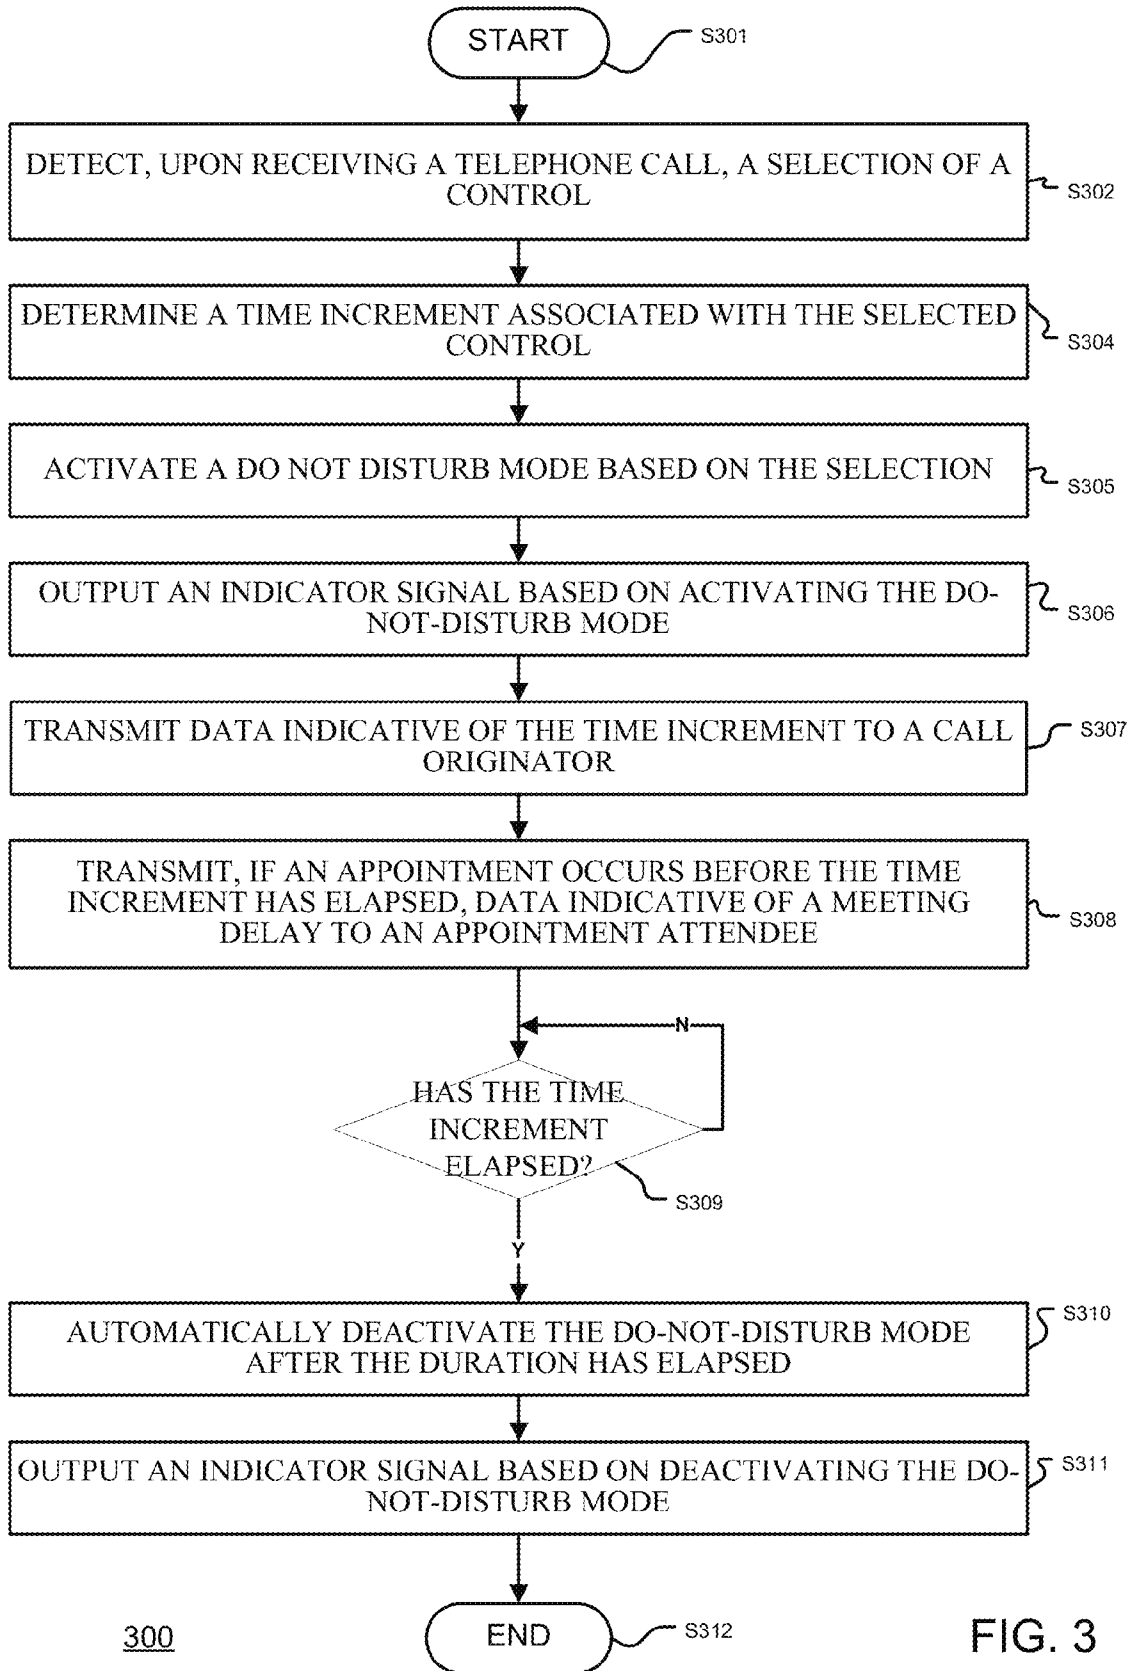 START
S301
DETECT, UPON RECEIVING A TELEPHONE CALL, A SELECTION OF A
CONTROL
S302
DETERMINE A TIME INCREMENT ASSOCIATED WITH THE SELECTED
CONTROL
S304
ACTIVATE A DO NOT DISTURB MODE BASED ON THE SELECTION
S305
OUTPUT AN INDICATOR SIGNAL BASED ON ACTIVATING THE DO-
NOT-DISTURB MODE
S306
TRANSMIT DATA INDICATIVE OF THE TIME INCREMENT TO A CALL
ORIGINATOR
S307
TRANSMIT, IF AN APPOINTMENT OCCURS BEFORE THE TIME
INCREMENT HAS ELAPSED, DATA INDICATIVE OF A MEETING
DELAY TO AN APPOINTMENT ATTENDEE
S308
N
HAS THE TIME
INCREMENT
ELAPSED?
S309
Y
AUTOMATICALLY DEACTIVATE THE DO-NOT-DISTURB MODE
AFTER THE DURATION HAS ELAPSED
S310
OUTPUT AN INDICATOR SIGNAL BASED ON DEACTIVATING THE DO-
NOT-DISTURB MODE
S311
END
S312
300
FIG. 3